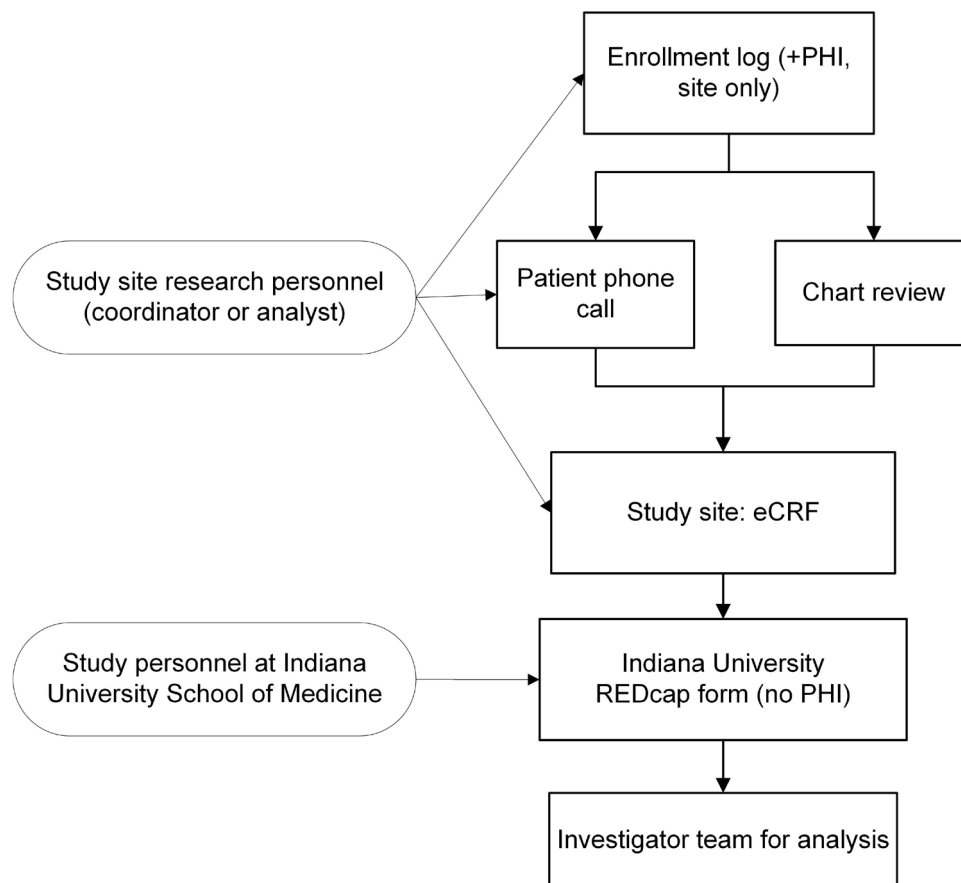 Enrollment log (+PHI,
site only)
Study site research personnel
(coordinator or analyst)
Patient phone
call
Chart review
Study site: eCRF
Study personnel at Indiana
University School of Medicine
Indiana University
REDcap form (no PHI)
Investigator team for analysis